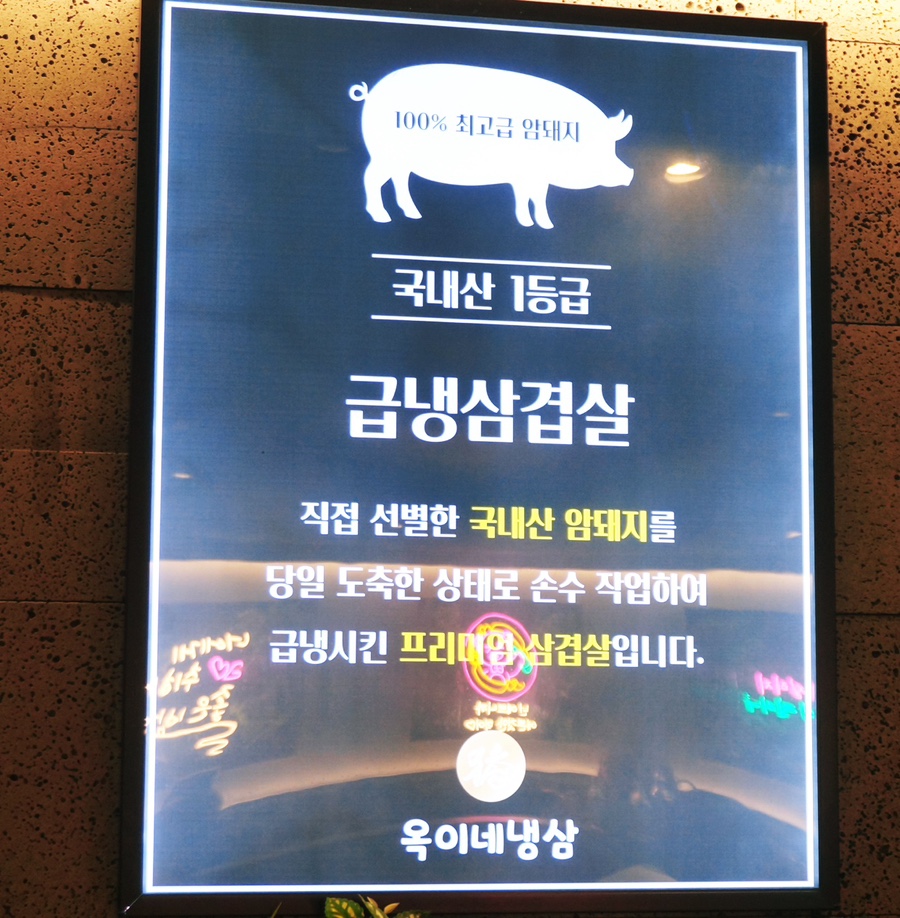 100% 최고급 암돼지
국내산 1등급
급냉삼겹살
직접 선별한 국내산 암돼지를
당일 도축한 상태로 손수 작업하여
급냉시킨 프리미엄 삼겹살입니다.
옥이네냉삼